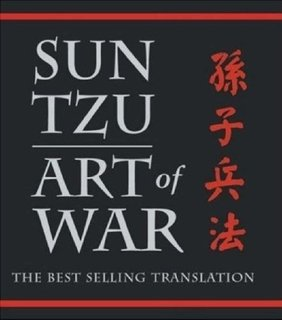 SUN
TZU
ART of
WAR
孫子兵法
THE BEST SELLING TRANSLATION